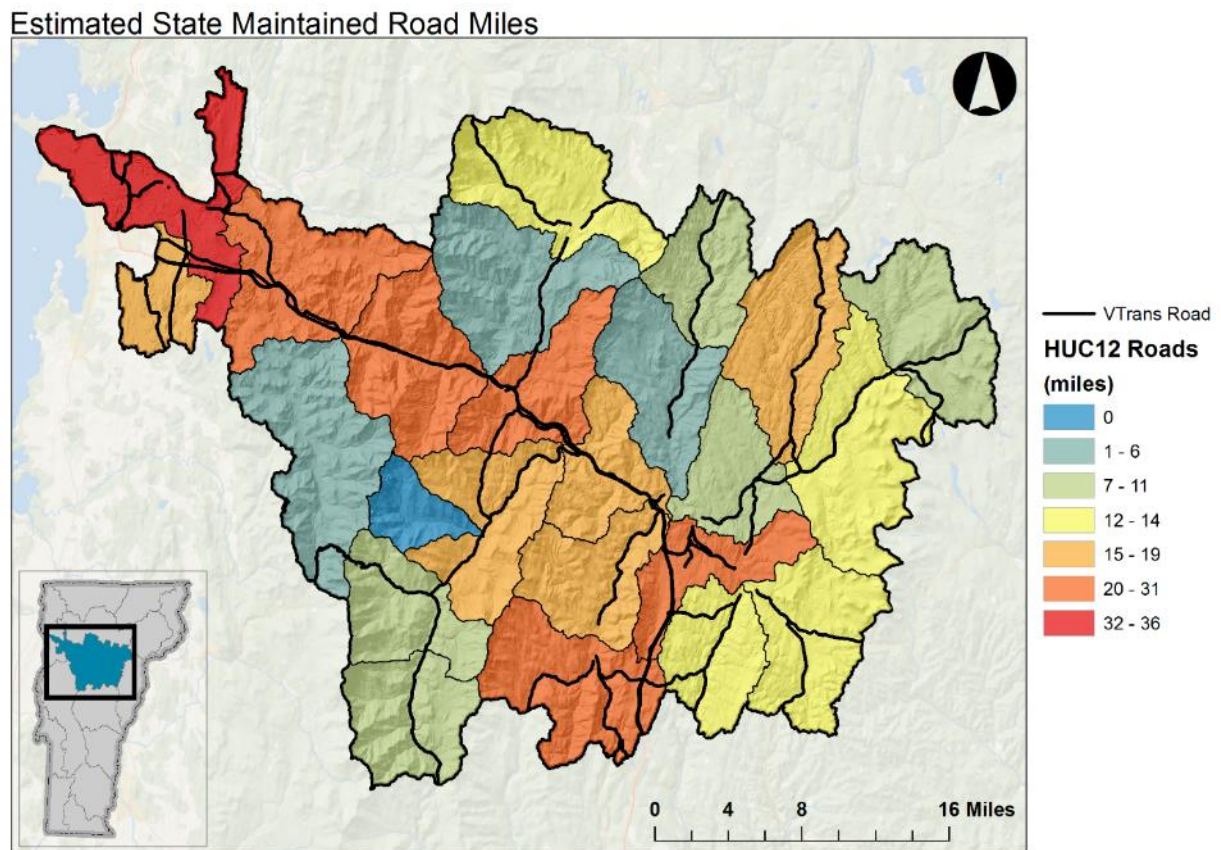 Estimated State Maintained Road Miles
VTrans Road
HUC12 Roads
(miles)
0
1 - 6
7 - 11
12 - 14
15 - 19
20 - 31
32 - 36
0 4 8 16 Miles